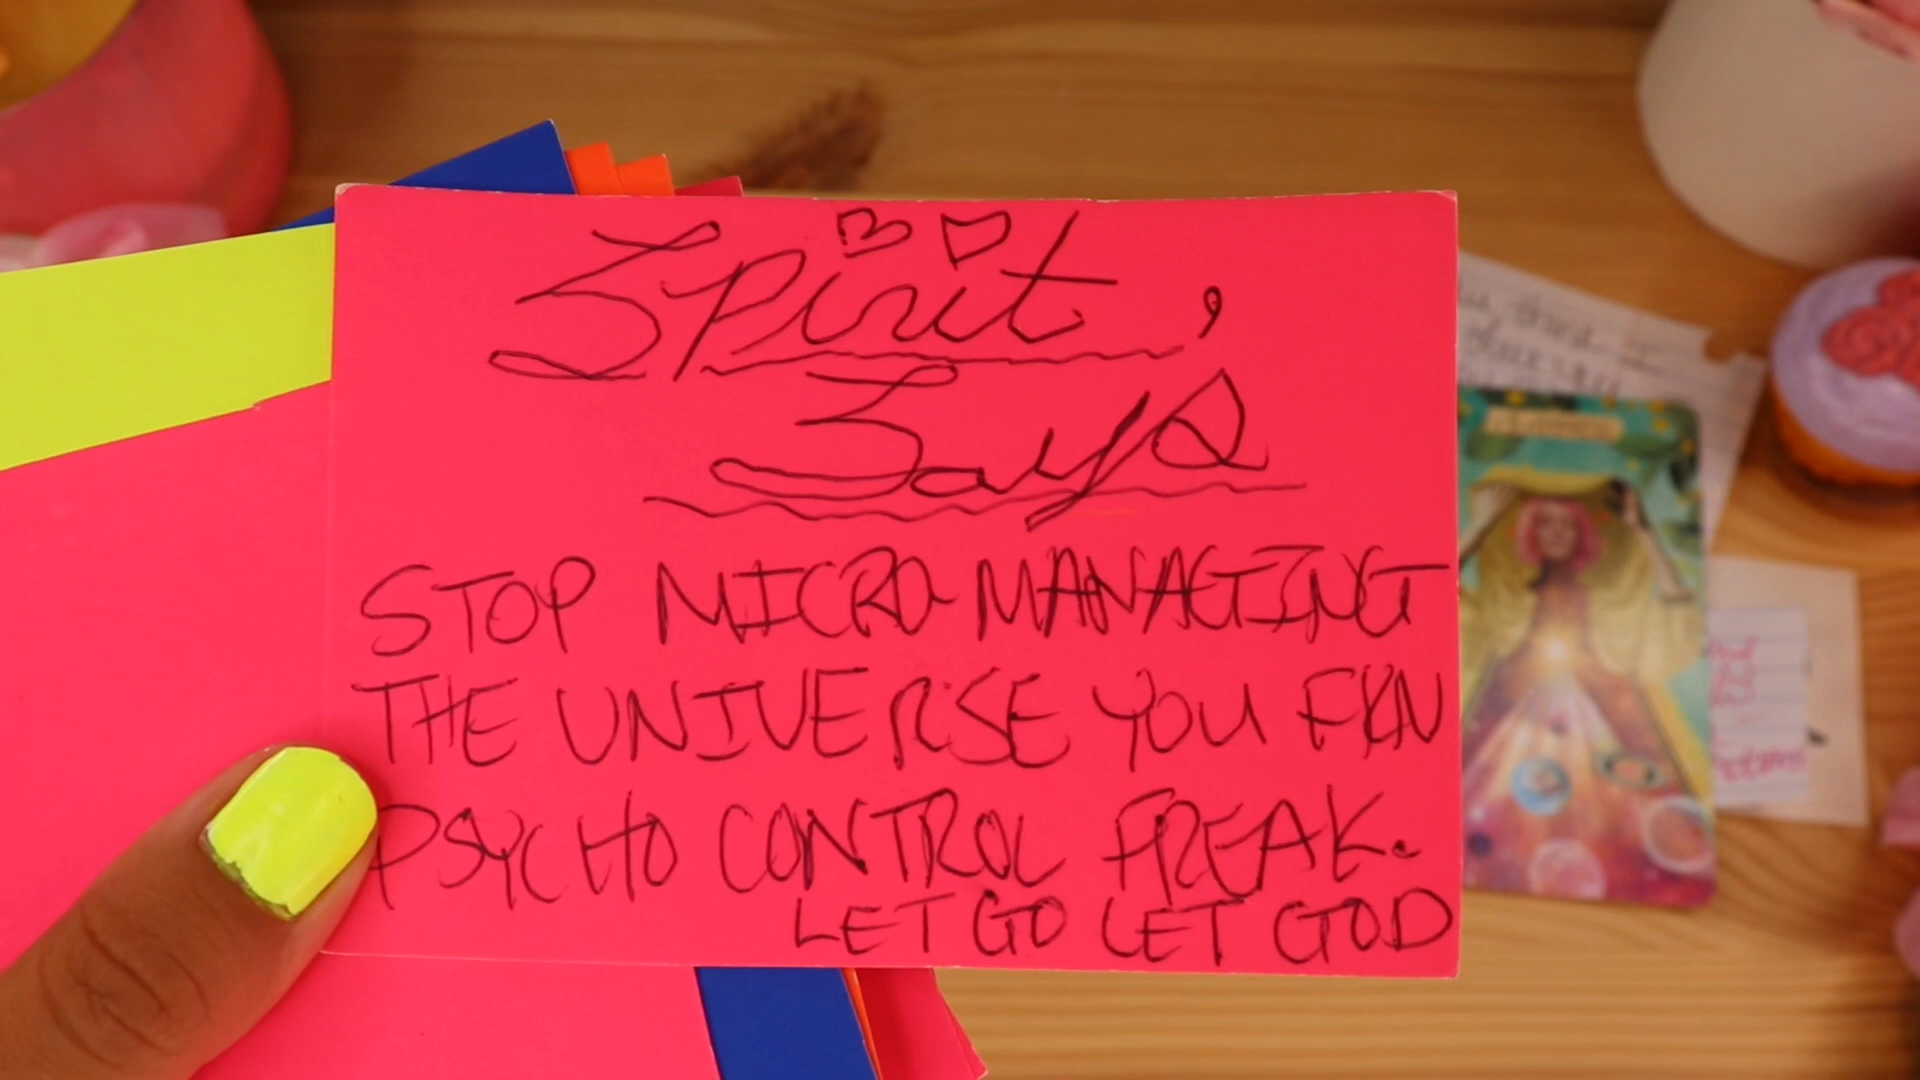 Spirit,
Says
STOP MICRO-MANAGING
THE UNIVERSE YOU FKN
PSYCHO CONTROL FREAK.
LET GO LET GOD